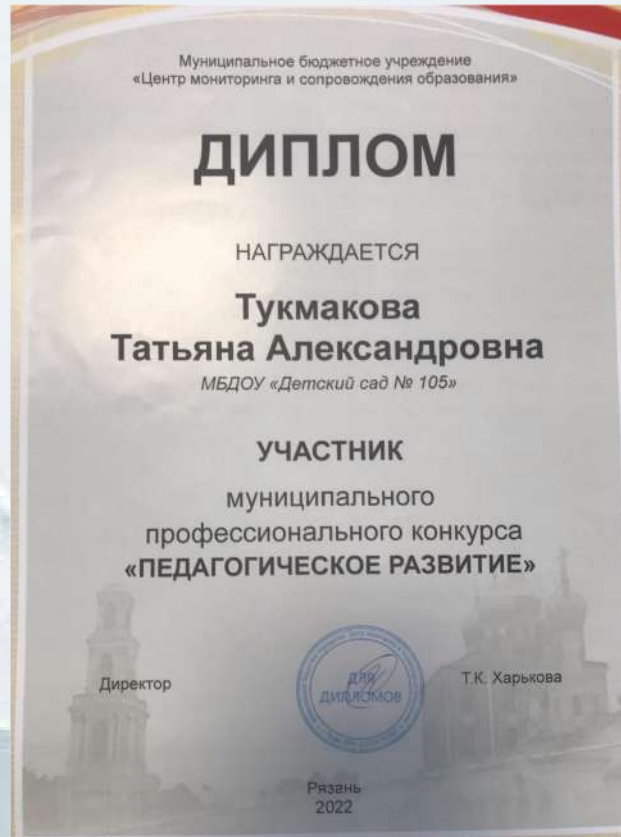 Муниципальное бюджетное учреждение
«Центр мониторинга и сопровождения образования»
ДИПЛОМ
НАГРАЖДАЕТСЯ
Тукмакова
Татьяна Александровна
МБДОУ «Детский сад № 105»
УЧАСТНИК
муниципального
профессионального конкурса
«ПЕДАГОГИЧЕСКОЕ РАЗВИТИЕ»
Директор
ДЛЯ
ДИПЛОМОВ
Т.К. Харькова
Рязань
2022